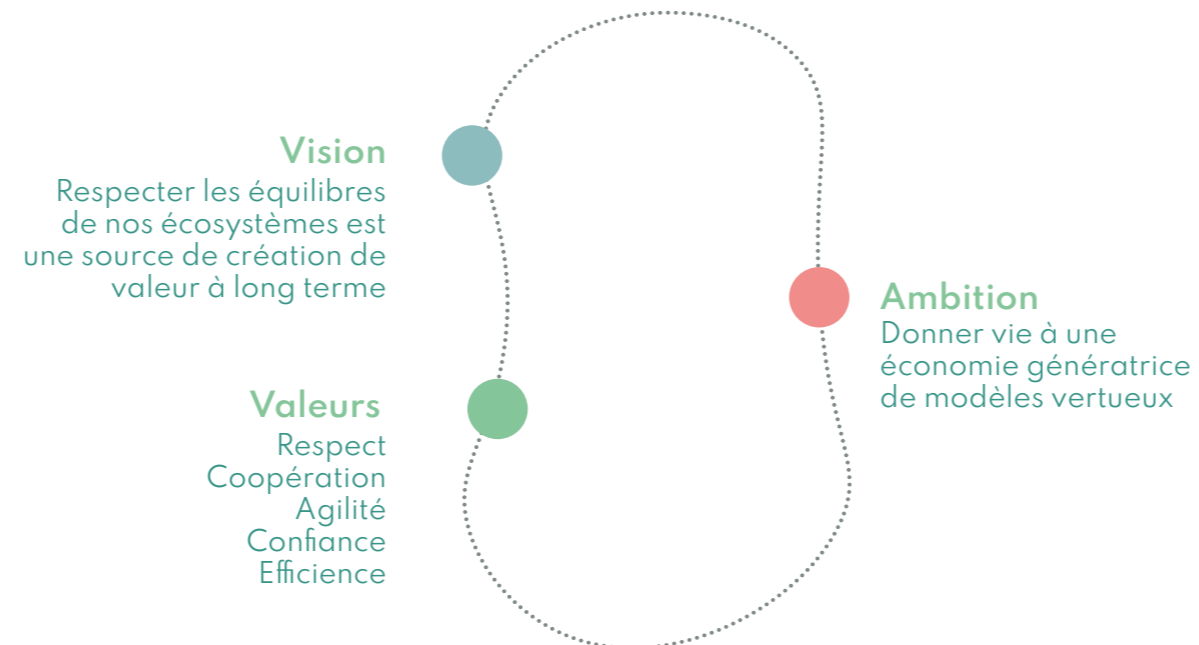 Vision
Respecter les équilibres
de nos écosystèmes est
une source de création de
valeur à long terme
Ambition
Donner vie à une
économie génératrice
de modèles vertueux
Valeurs
Respect
Coopération
Agilité
Confiance
Efficience